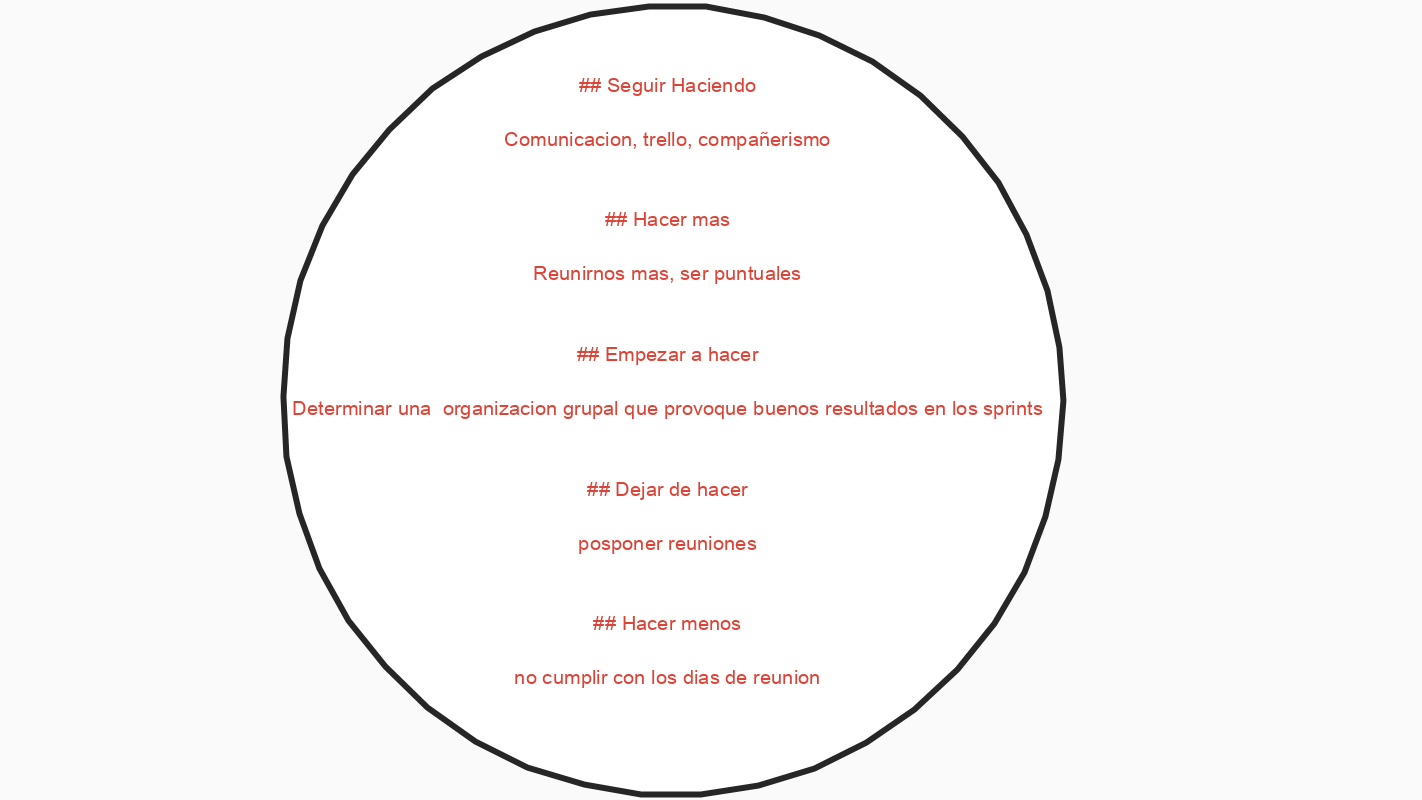 ## Seguir Haciendo
Comunicacion, trello, compañerismo
## Hacer mas
Reunirnos mas, ser puntuales
## Empezar a hacer
Determinar una  organizacion grupal que provoque buenos resultados en los sprints
## Dejar de hacer
posponer reuniones
## Hacer menos
no cumplir con los dias de reunion